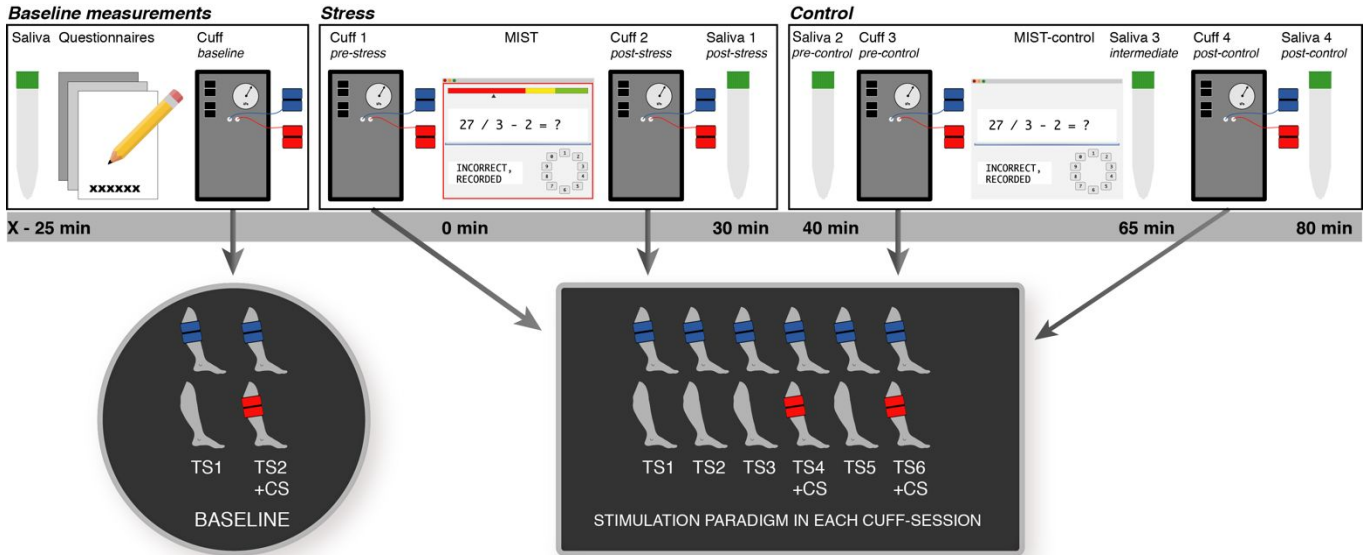 Baseline measurements
Stress
Control
Saliva
Questionnaires
Cuff
baseline
Cuff 1
pre-stress
MIST
Cuff 2
post-stress
Saliva 1
post-stress
Saliva 2
pre-control
Cuff 3
pre-control
MIST-control
Saliva 3
intermediate
Cuff 4
post-control
Saliva 4
post-control
xxxxxx
27 / 3 - 2 = ?
INCORRECT,
RECORDED
27 / 3 - 2 = ?
INCORRECT,
RECORDED
X - 25 min
0 min
30 min
40 min
65 min
80 min
TS1
TS2
+CS
BASELINE
TS1
TS2
TS3
TS4
+CS
TS5
TS6
+CS
STIMULATION PARADIGM IN EACH CUFF-SESSION